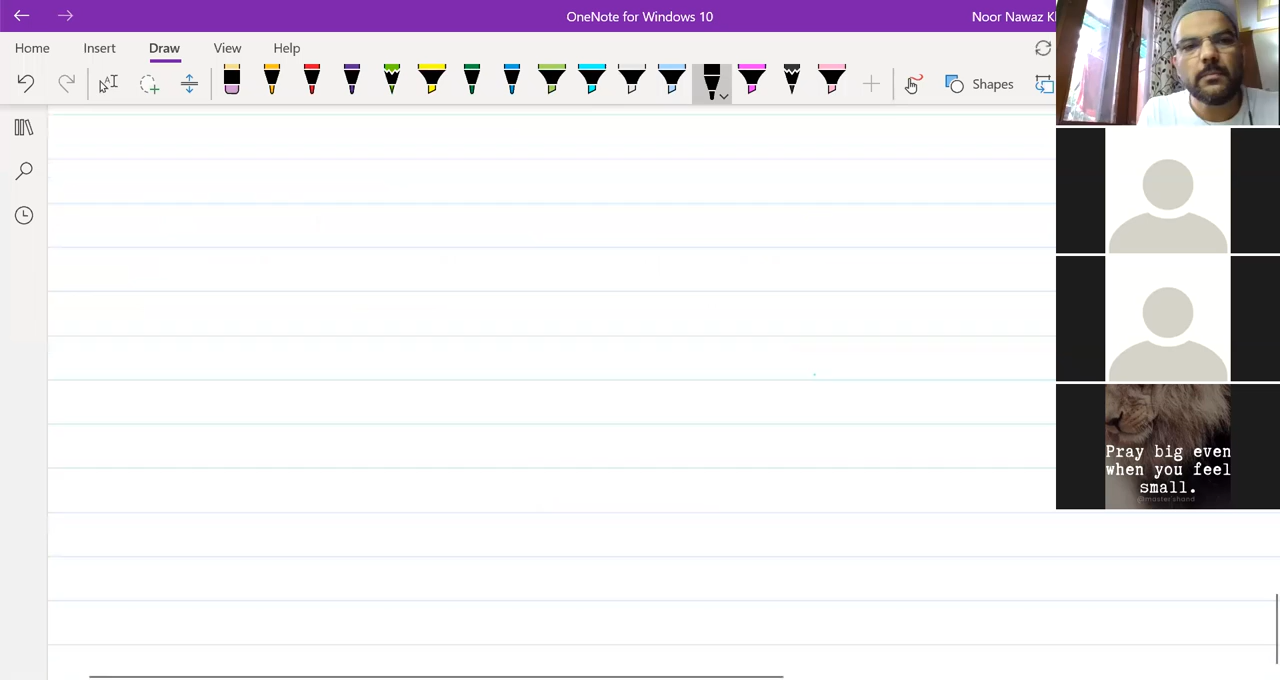 OneNote for Windows 10
Noor Nawaz K
Home Insert Draw View Help
Shapes
Pray big even
when you feel
small.